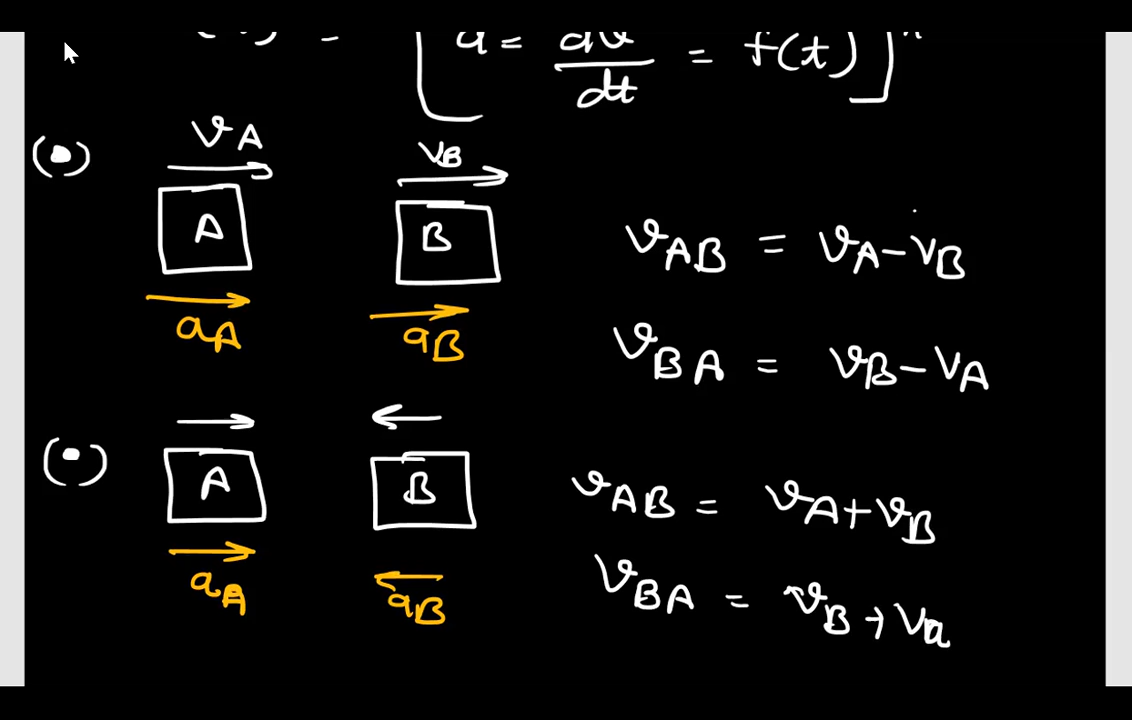 a = dv/dt = f(t)
vA
vB
A
B
vAB = vA - vB
aA
aB
vBA = vB - vA
A
B
vAB = vA + vB
aA
aB
vBA = vB + va